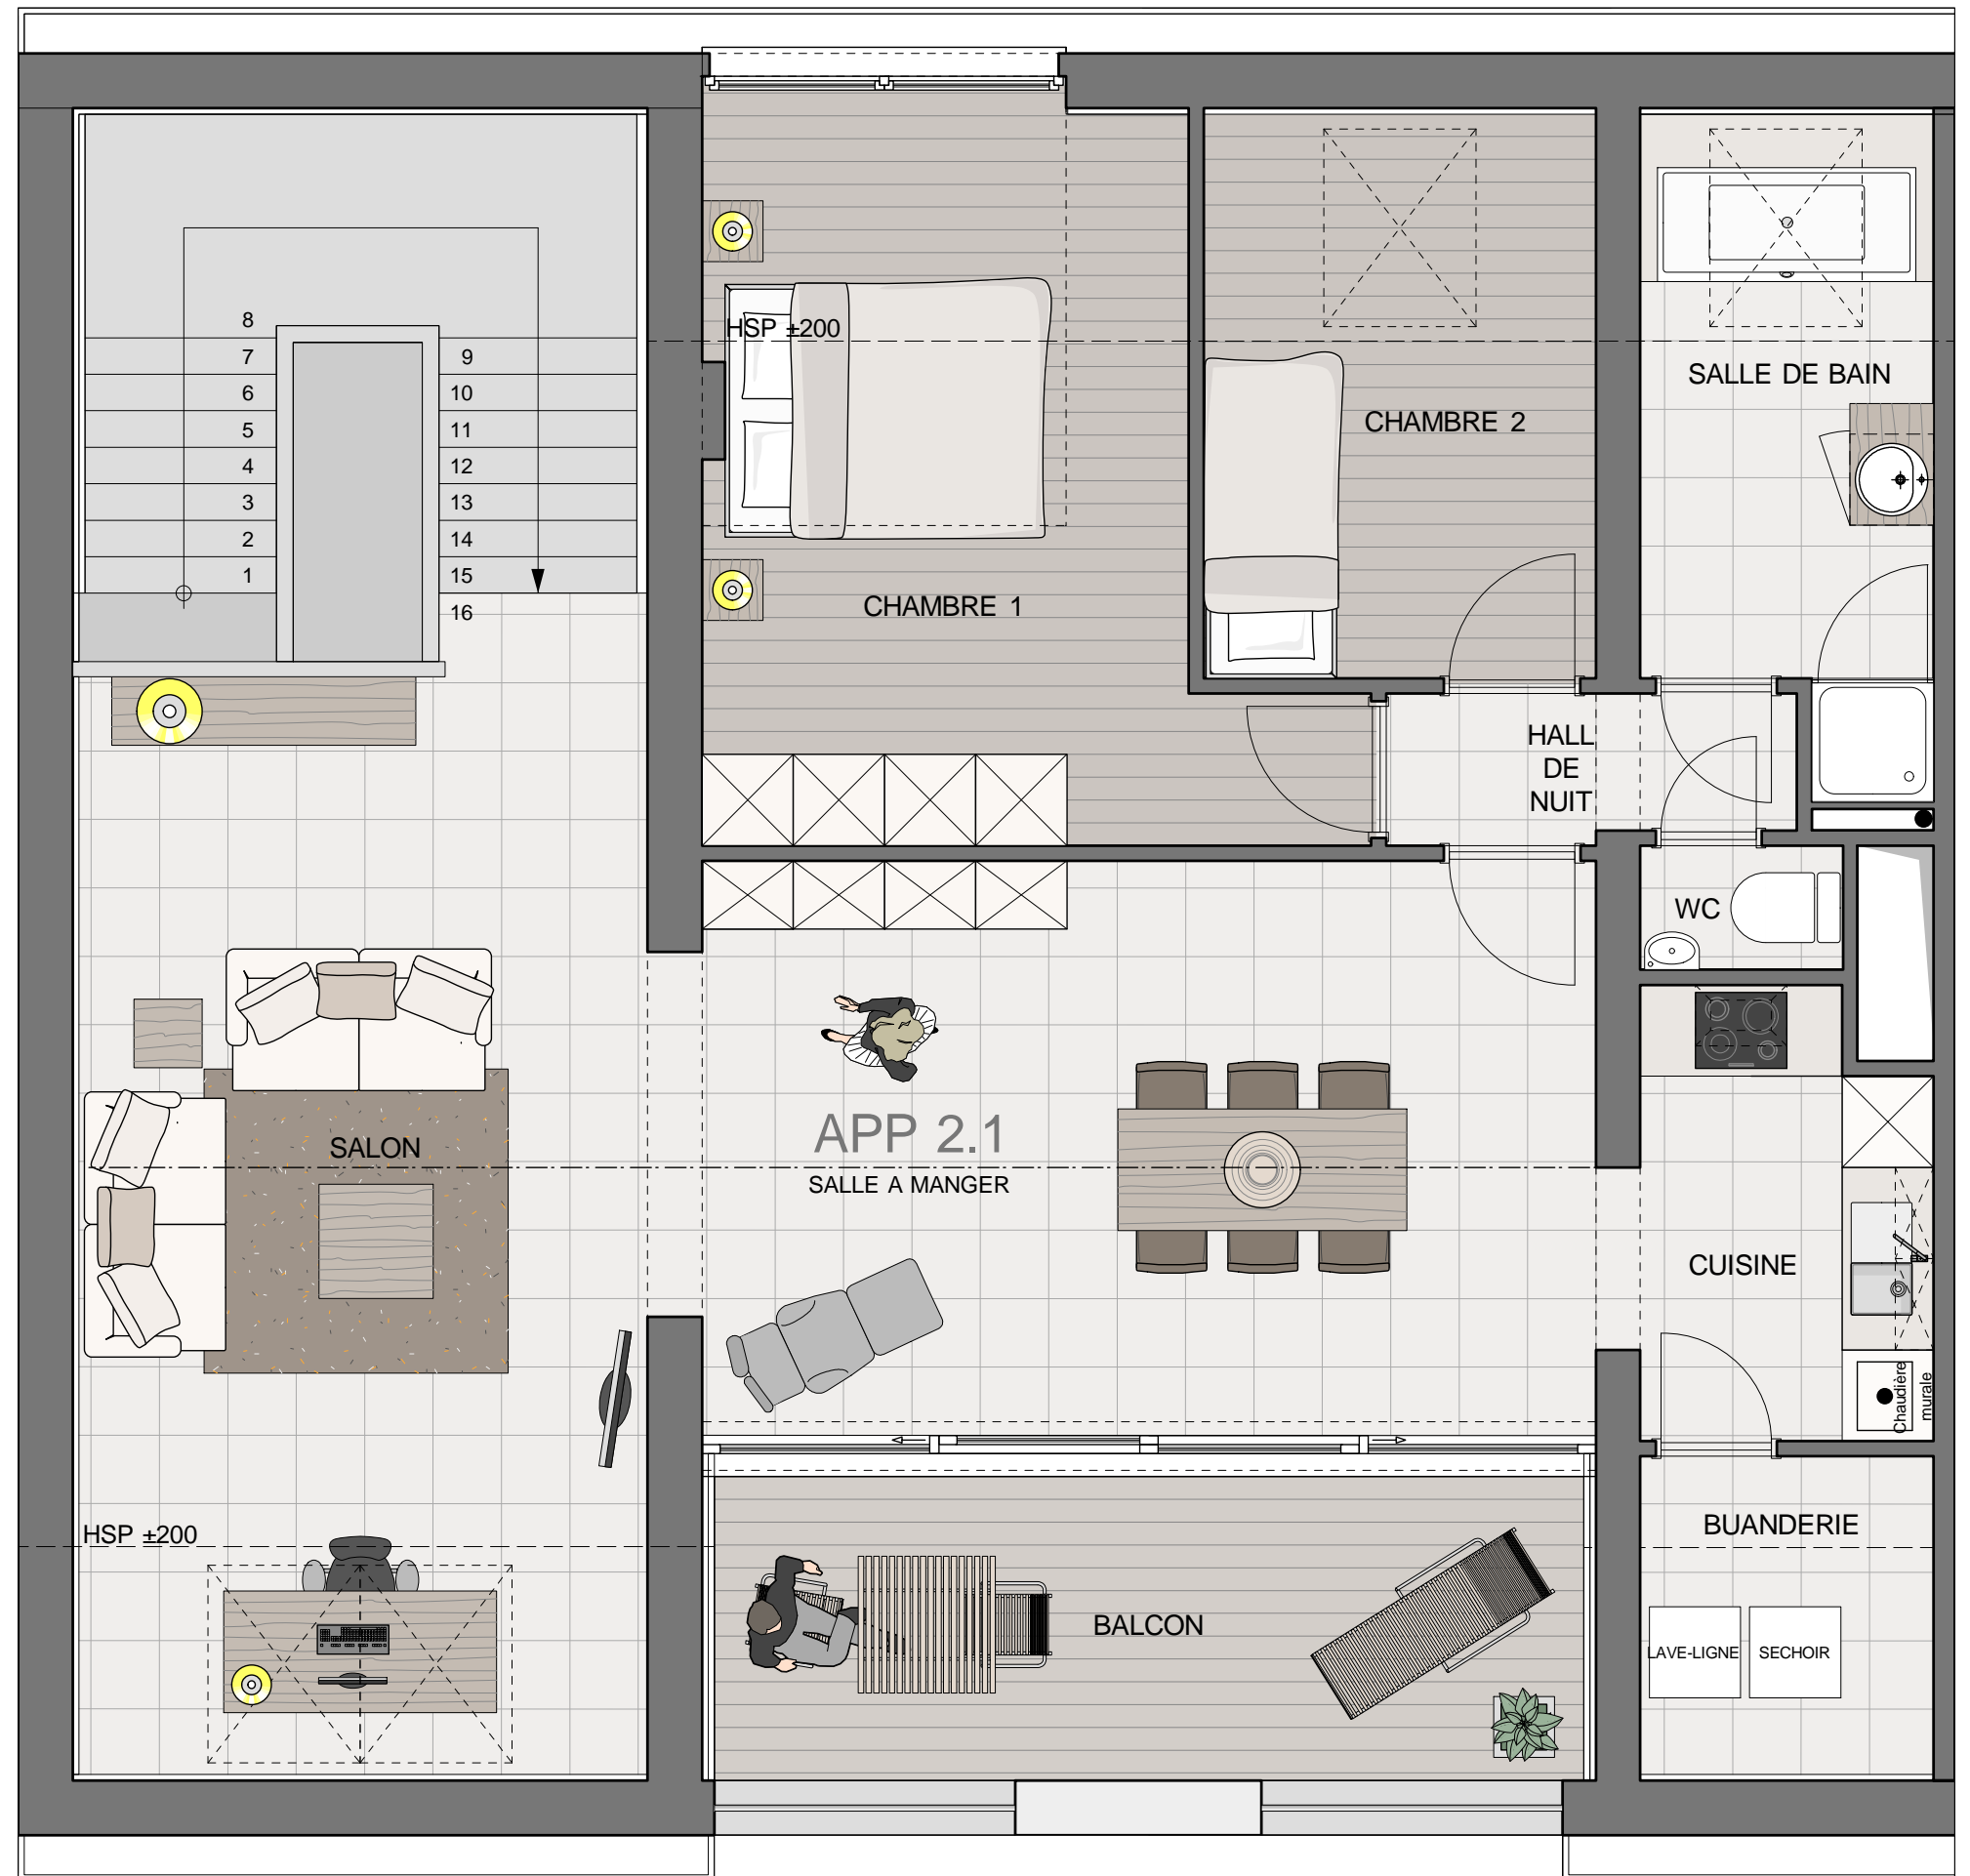 8
7
9
6
10
5
11
4
12
3
13
2
14
1
15
16
HSP ±200
CHAMBRE 1
CHAMBRE 2
SALLE DE BAIN
HALL
DE
NUIT
WC
SALON
APP 2.1
SALLE A MANGER
CUISINE
Chaudière
murale
HSP ±200
BALCON
BUANDERIE
LAVE-LIGNE
SECHOIR